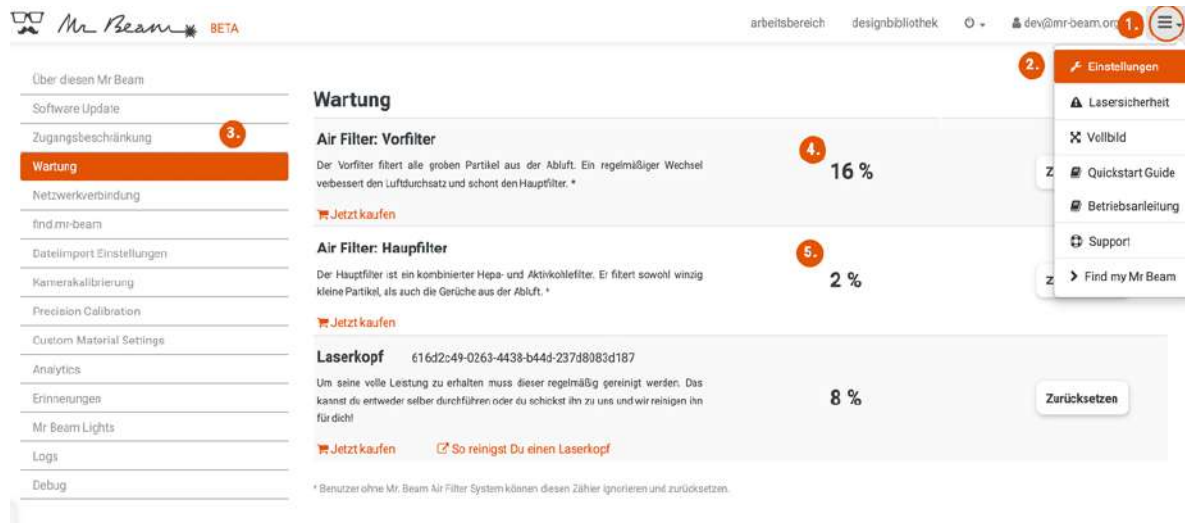 Mr Beam BETA
arbeitsbereich designbibliothek dev@mr-beam.org 1.
2. Einstellungen
Lasersicherheit
Vollbild
Quickstart Guide
Betriebsanleitung
Support
Find my Mr Beam
Über diesen Mr Beam
Software Update
Zugangsbeschränkung
3.
Wartung
Netzwerkverbindung
find.mr-beam
Dateiimport Einstellungen
Kamerakalibrierung
Precision Calibration
Custom Material Settings
Analytics
Erinnerungen
Mr Beam Lights
Logs
Debug
Wartung
Air Filter: Vorfilter
Der Vorfilter filtert alle groben Partikel aus der Abluft. Ein regelmäßiger Wechsel
verbessert den Luftdurchsatz und schont den Hauptfilter. *
Jetzt kaufen
4.
16 %
Z
Air Filter: Haupfilter
Der Hauptfilter ist ein kombinierter Hepa- und Aktivkohlefilter. Er filtert sowohl winzig
kleine Partikel, als auch die Gerüche aus der Abluft. *
Jetzt kaufen
5.
2 %
Z
Laserkopf 616d2c49-0263-4438-b44d-237d8083d187
Um seine volle Leistung zu erhalten muss dieser regelmäßig gereinigt werden. Das
kannst du entweder selber durchführen oder du schickst ihn zu uns und wir reinigen ihn
für dich!
Jetzt kaufen So reinigst Du einen Laserkopf
8 %
Zurücksetzen
* Benutzer ohne Mr. Beam Air Filter System können diesen Zähler ignorieren und zurücksetzen.